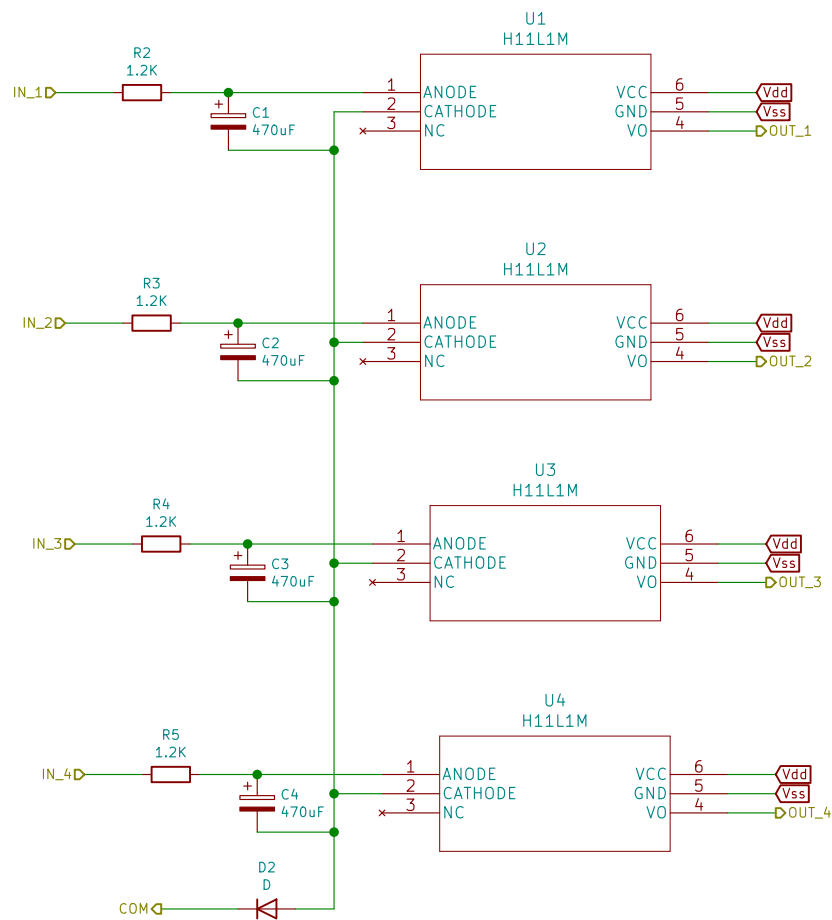 U1
H11L1M
R2
1.2K
IN_1
1 ANODE
2 CATHODE
3 NC
VCC 6 Vdd
GND 5 Vss
VO 4 OUT_1
+ C1
470uF
U2
H11L1M
R3
1.2K
IN_2
1 ANODE
2 CATHODE
3 NC
VCC 6 Vdd
GND 5 Vss
VO 4 OUT_2
+ C2
470uF
U3
H11L1M
R4
1.2K
IN_3
1 ANODE
2 CATHODE
3 NC
VCC 6 Vdd
GND 5 Vss
VO 4 OUT_3
+ C3
470uF
U4
H11L1M
R5
1.2K
IN_4
1 ANODE
2 CATHODE
3 NC
VCC 6 Vdd
GND 5 Vss
VO 4 OUT_4
+ C4
470uF
D2
D
COM